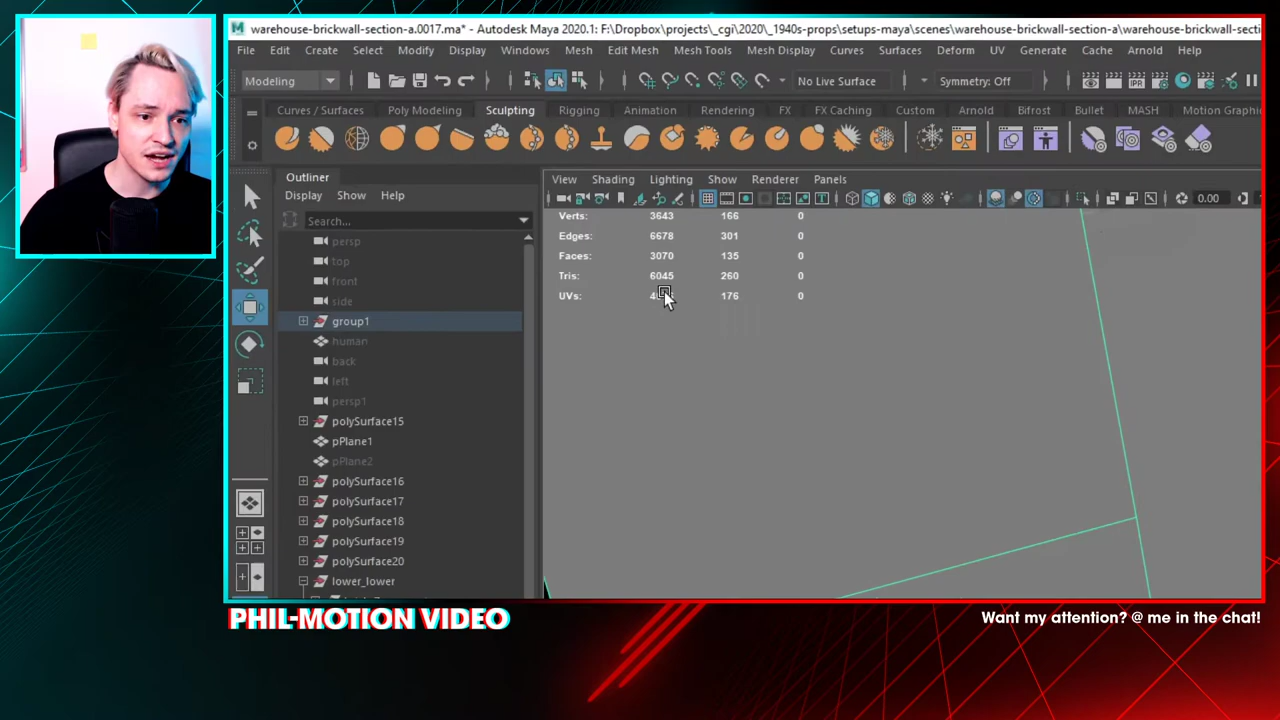 warehouse-brickwall-section-a.0017.ma* - Autodesk Maya 2020.1: F:\Dropbox\projects\_cgi\2020\_1940s-props\setups-maya\scenes\warehouse-brickwall-section-a\warehouse-brickwall-secti
File Edit Create Select Modify Display Windows Mesh Edit Mesh Mesh Tools Mesh Display Curves Surfaces Deform UV Generate Cache Arnold Help
Modeling No Live Surface Symmetry: Off
Curves / Surfaces Poly Modeling Sculpting Rigging Animation Rendering FX FX Caching Custom Arnold Bifrost Bullet MASH Motion Graphi
Outliner
Display Show Help
Search...
persp
top
front
side
group1
human
back
left
persp1
polySurface15
pPlane1
pPlane2
polySurface16
polySurface17
polySurface18
polySurface19
polySurface20
lower_lower
View Shading Lighting Show Renderer Panels
IPR 0.00
Verts: 3643 166 0
Edges: 6678 301 0
Faces: 3070 135 0
Tris: 6045 260 0
UVs: 176 0
PHIL-MOTION VIDEO
Want my attention? @ me in the chat!